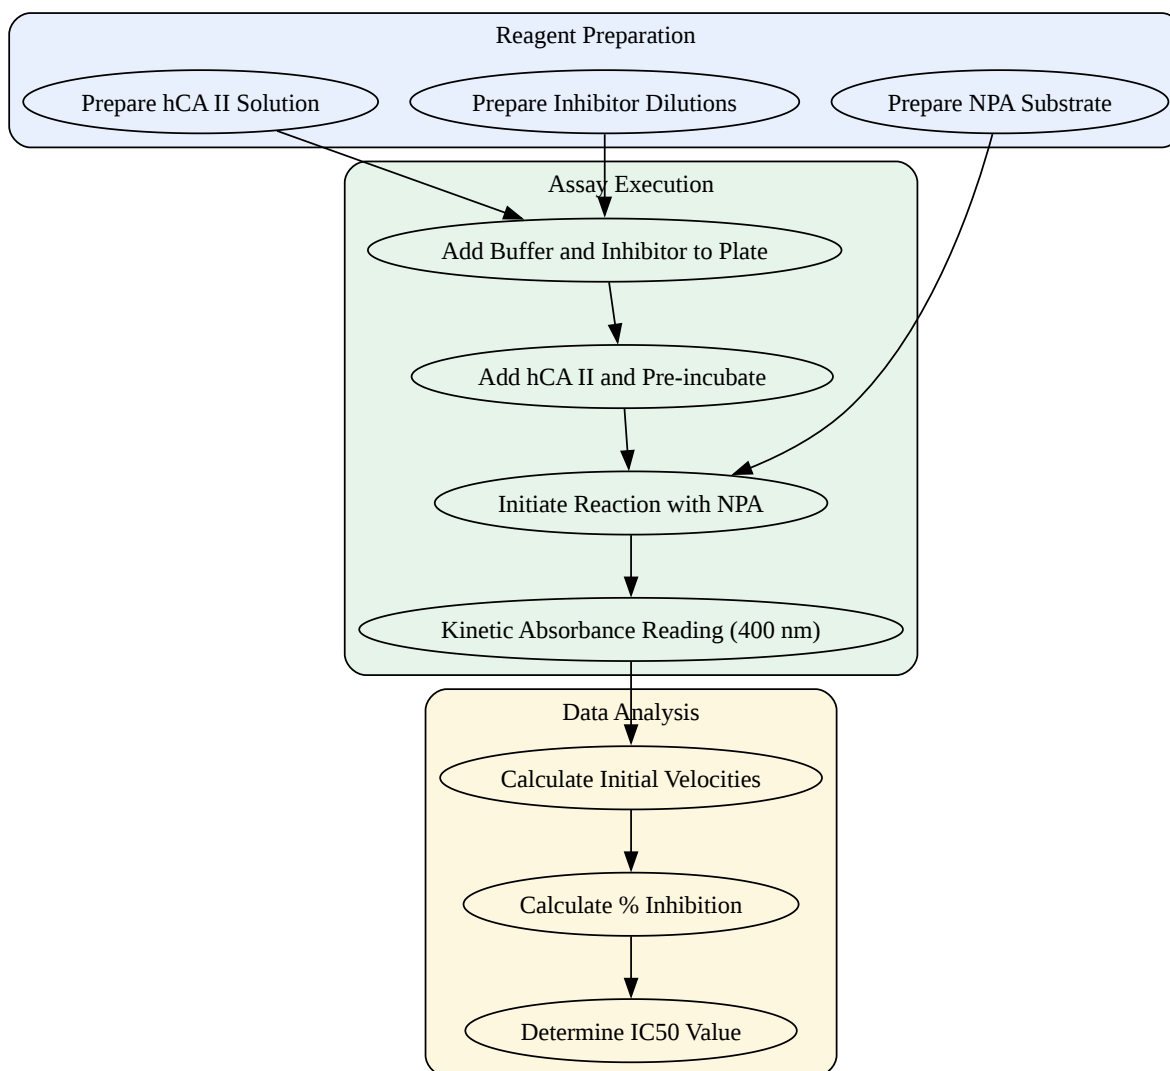 Reagent Preparation
Prepare hCA II Solution
Prepare Inhibitor Dilutions
Prepare NPA Substrate
Assay Execution
Add Buffer and Inhibitor to Plate
Add hCA II and Pre-incubate
Initiate Reaction with NPA
Kinetic Absorbance Reading (400 nm)
Data Analysis
Calculate Initial Velocities
Calculate % Inhibition
Determine IC50 Value